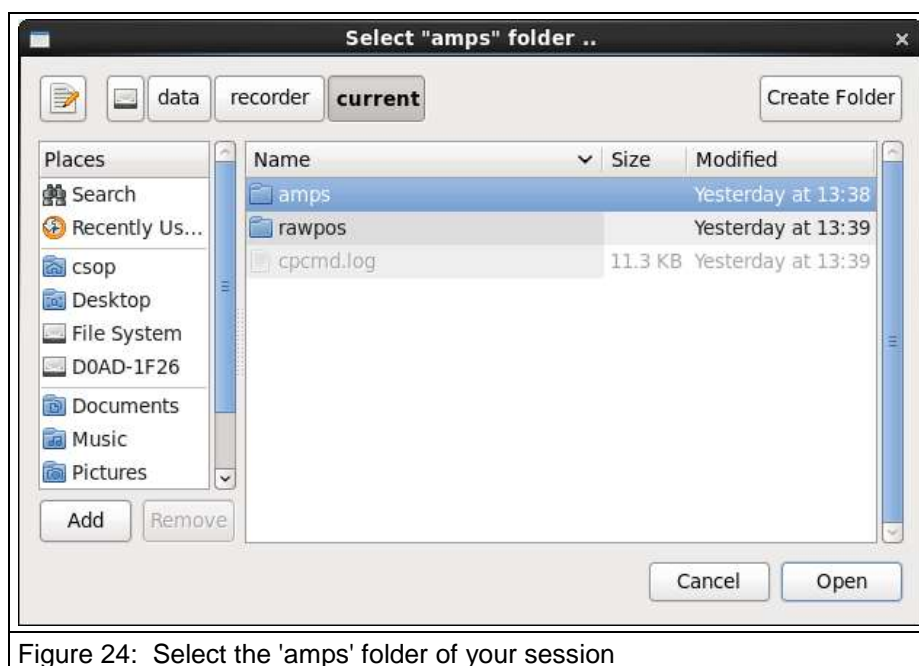 Select "amps" folder ..
data recorder current Create Folder
Places
Search
Recently Us...
csop
Desktop
File System
D0AD-1F26
Documents
Music
Pictures
Add Remove
Name Size Modified
amps Yesterday at 13:38
rawpos Yesterday at 13:39
cpcmd.log 11.3 KB Yesterday at 13:39
Cancel Open
Figure 24: Select the 'amps' folder of your session